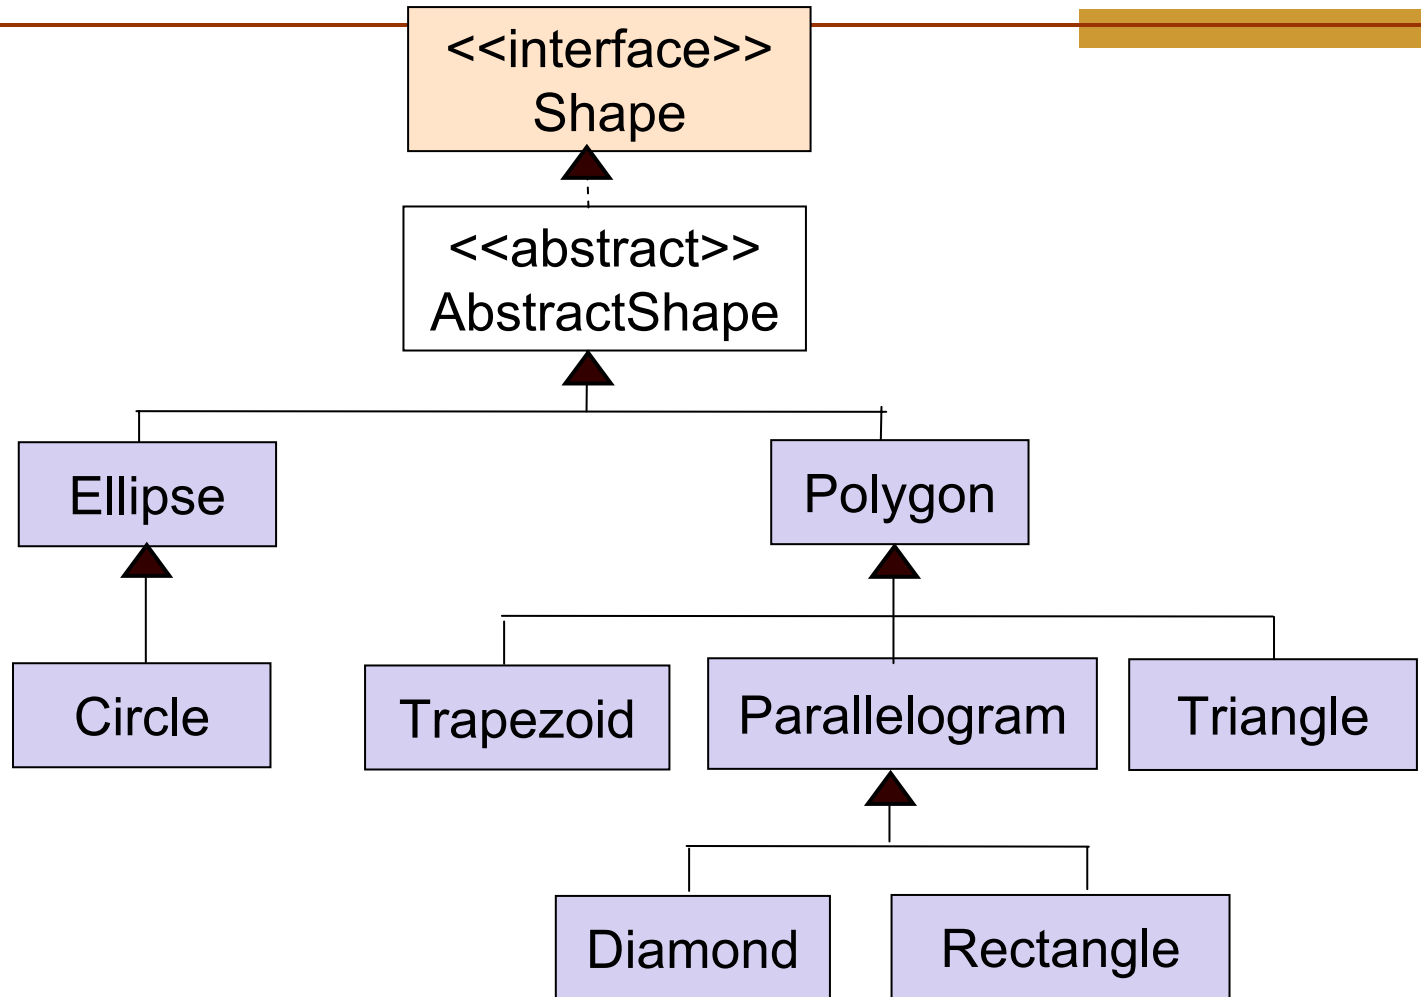 <<interface>>
Shape
<<abstract>>
AbstractShape
Ellipse
Polygon
Circle
Trapezoid
Parallelogram
Triangle
Diamond
Rectangle